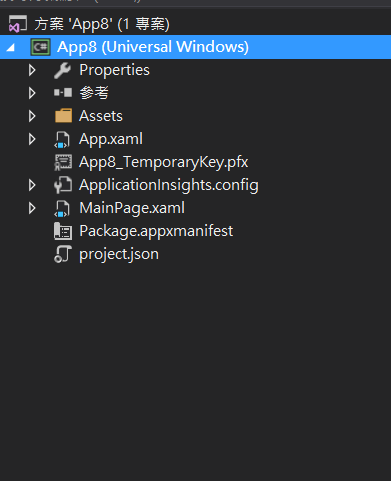 方案 'App8' (1 專案)
C# App8 (Universal Windows)
Properties
參考
Assets
App.xaml
App8_TemporaryKey.pfx
ApplicationInsights.config
MainPage.xaml
Package.appxmanifest
project.json